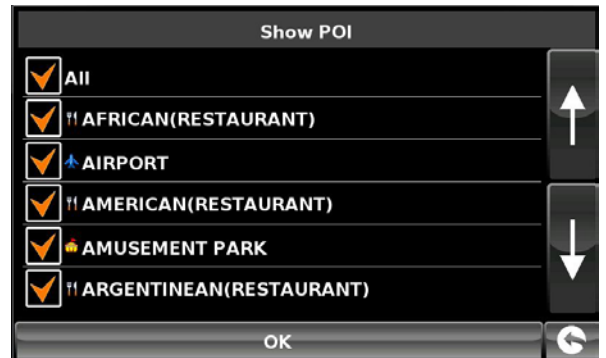 Show POI
All
AFRICAN(RESTAURANT)
AIRPORT
AMERICAN(RESTAURANT)
AMUSEMENT PARK
ARGENTINEAN(RESTAURANT)
OK